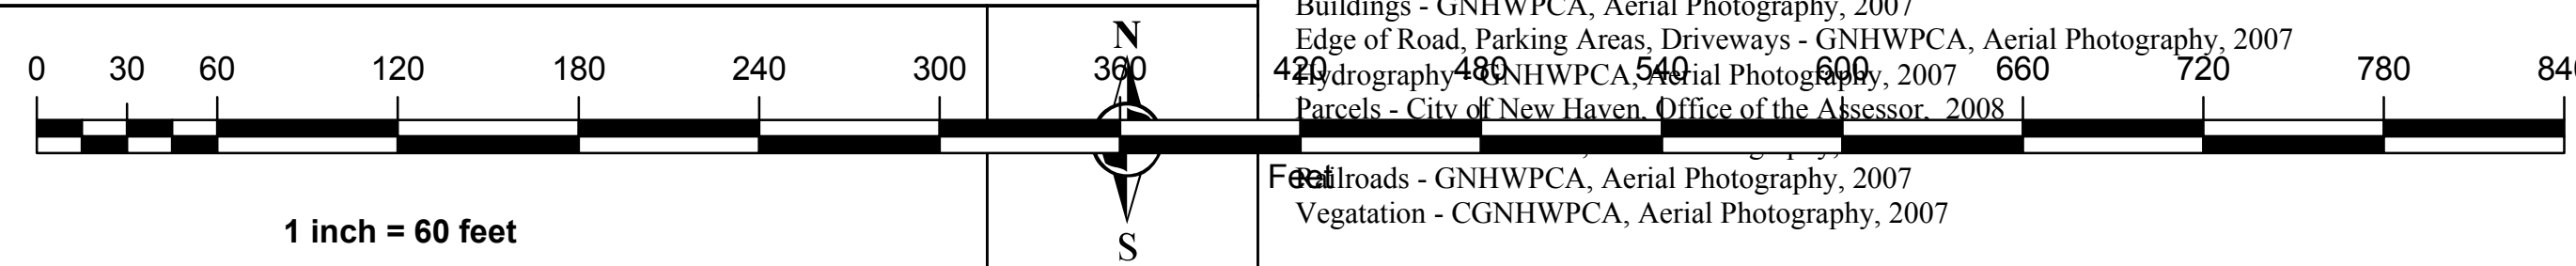 Buildings - GNHWPCA, Aerial Photography, 2007
N
Edge of Road, Parking Areas, Driveways - GNHWPCA, Aerial Photography, 2007
0 30 60 120 180 240 300 360 420 480 540 600 660 720 780 840
Hydrography - GNHWPCA, Aerial Photography, 2007
Parcels - City of New Haven, Office of the Assessor, 2008
Feet
Railroads - GNHWPCA, Aerial Photography, 2007
Vegatation - CGNHWPCA, Aerial Photography, 2007
1 inch = 60 feet
S